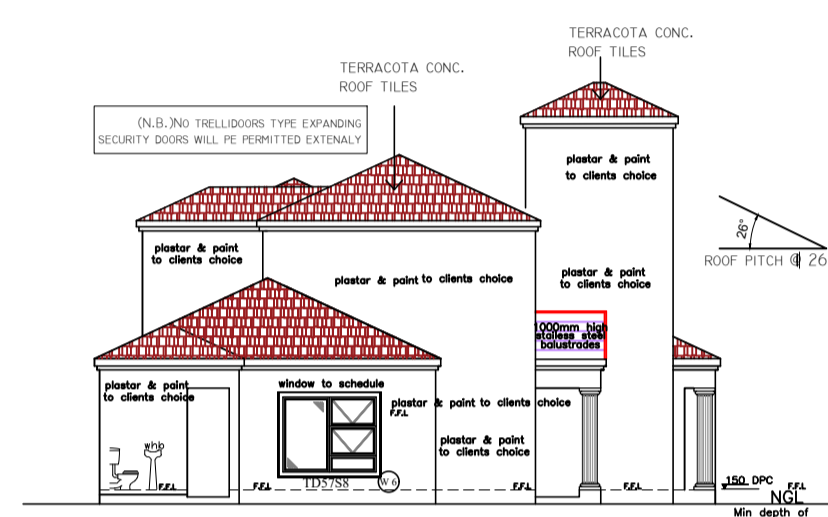 TERRACOTA CONC.
ROOF TILES
TERRACOTA CONC.
ROOF TILES
(N.B.)NO TRELLIDOORS TYPE EXPANDING
SECURITY DOORS WILL PE PERMITTED EXTENALY
plastar & paint
to clients choice
26°
ROOF PITCH @ 26
plastar & paint
to clients choice
plastar & paint to clients choice
plastar & paint
to clients choice
1000mm high
stailess steel
balustrades
plastar & paint
to clients choice
window to schedule
plastar & paint to clients choice
F.F.L
plastar & paint
to clients choice
whb
F.F.L
F.F.L
TD57S8
W 6
F.F.L
F.F.L
150 DPC
F.F.L
NGL
Min depth of